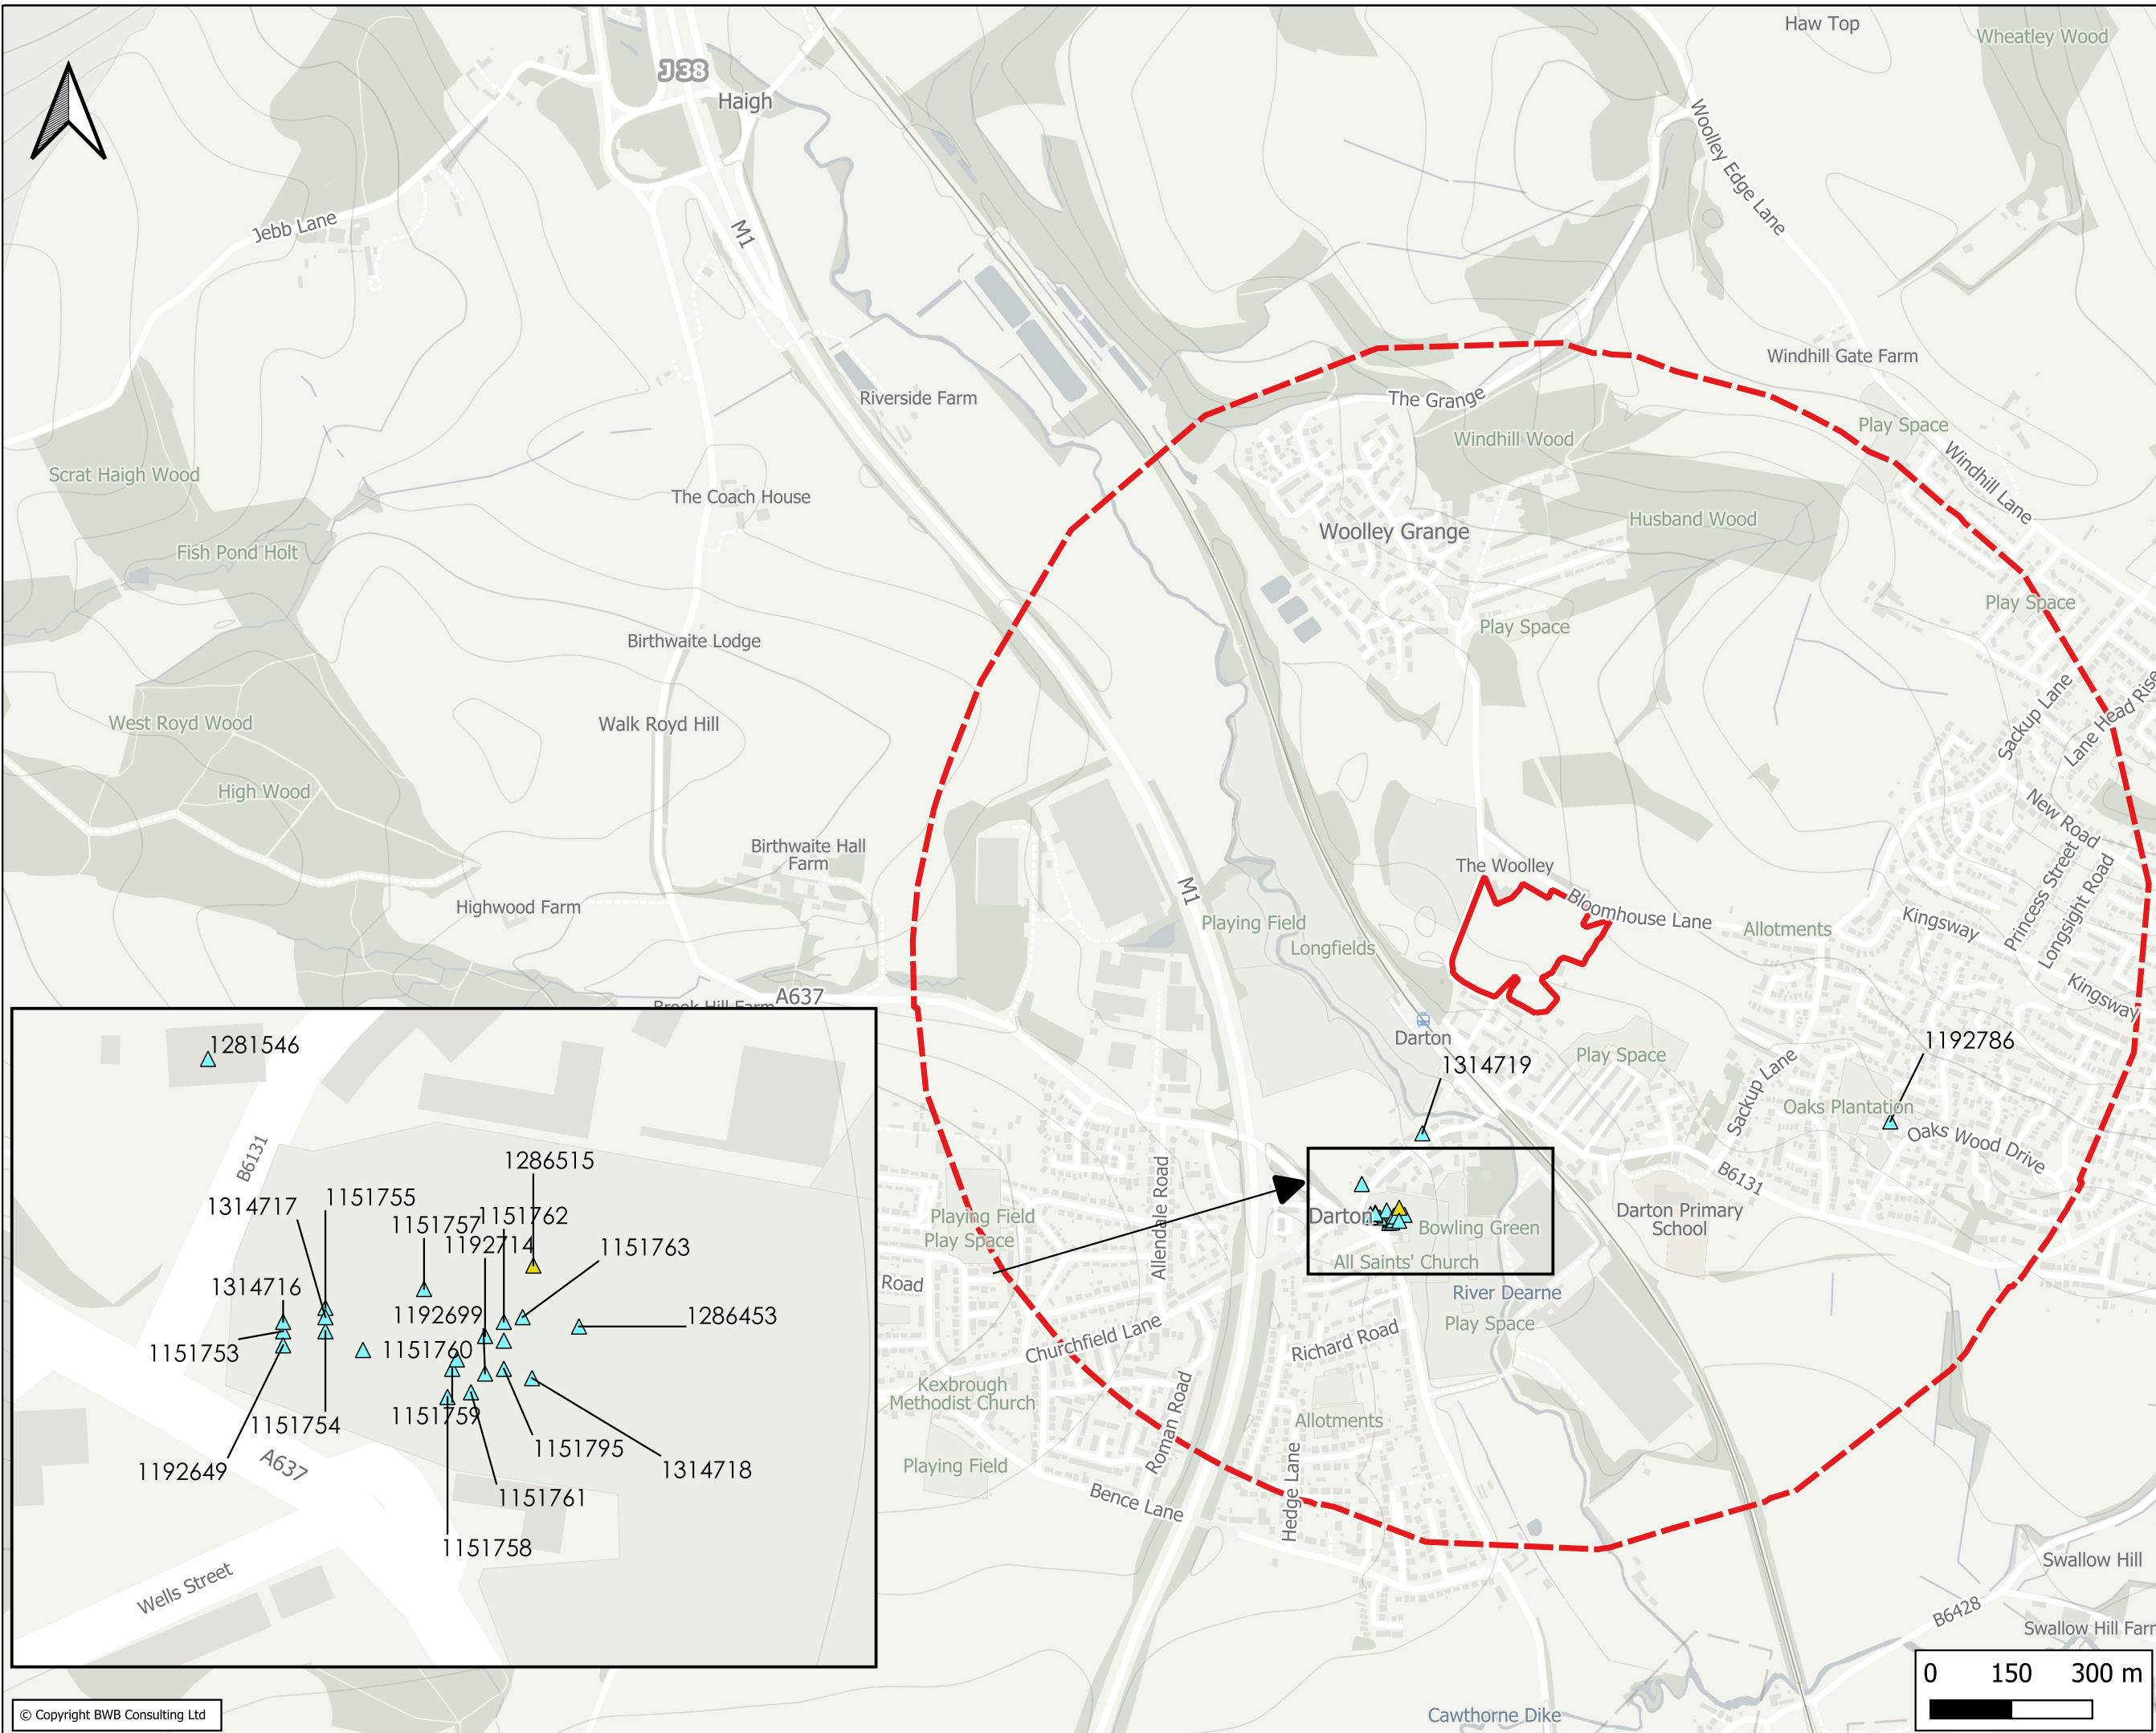 Haw Top
Wheatley Wood
J38
Haigh
Woolley Edge Lane
Jebb Lane
M1
Windhill Gate Farm
Riverside Farm
The Grange
Play Space
Windhill Wood
Windhill Lane
Scrat Haigh Wood
The Coach House
Husband Wood
Woolley Grange
Fish Pond Holt
Play Space
Play Space
Birthwaite Lodge
Sackup Lane
Lane Head Rise
West Royd Wood
Walk Royd Hill
High Wood
New Road
Birthwaite Hall
Farm
The Woolley
Princess Street
Longsight Road
M1
Highwood Farm
Bloomhouse Lane
Playing Field
Allotments
Kingsway
Longfields
Kingsway
A637
Brook Hill Farm
Darton
1192786
1281546
Play Space
1314719
Sackup Lane
Oaks Plantation
Oaks Wood Drive
B6131
B6131
1286515
1314717
1151755
1151757
1151762
1192714
1151763
Allendale Road
Playing Field
Play Space
Darton
Bowling Green
Darton Primary
School
All Saints' Church
1314716
1192699
1286453
Road
River Dearne
1151753
1151760
Churchfield Lane
Richard Road
Play Space
Kexbrough
Methodist Church
1151754
1151759
1151795
Roman Road
Allotments
1192649
A637
1314718
Playing Field
1151761
Bence Lane
Hedge Lane
1151758
Wells Street
Swallow Hill
B6428
Swallow Hill Farm
0 150 300 m
© Copyright BWB Consulting Ltd
Cawthorne Dike